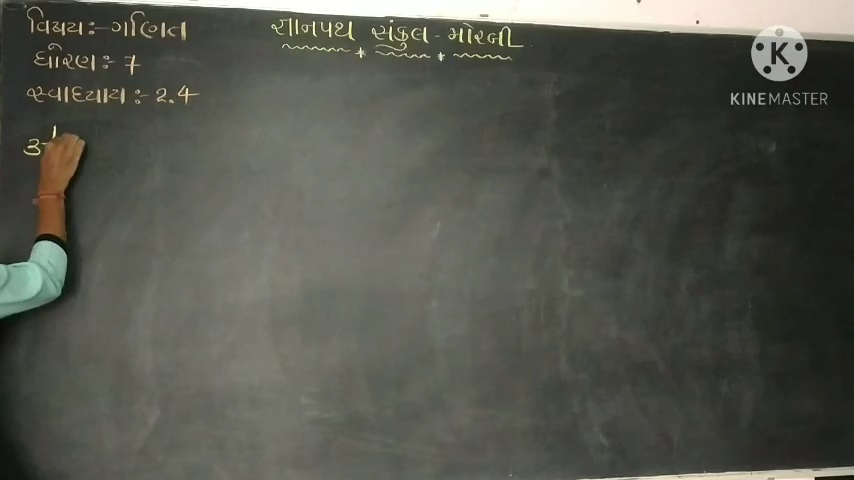 વિષય:- ગણિત
જ્ઞાનપથ સંકુલ - મોરબી
ધોરણ:- 7
સ્વાધ્યાય:- 2.4
KINEMASTER